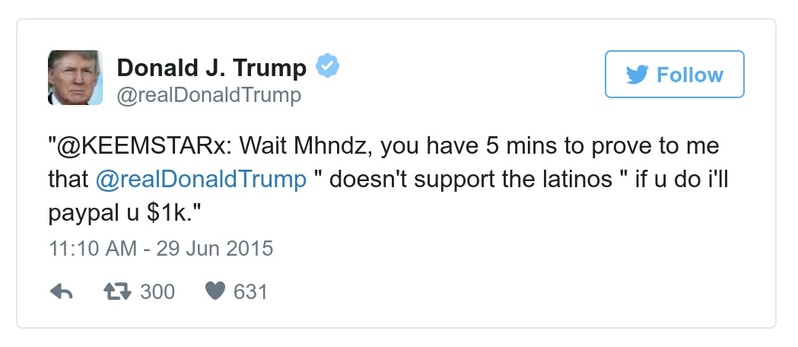 Donald J. Trump
@realDonaldTrump
Follow
"@KEEMSTARx: Wait Mhndz, you have 5 mins to prove to me
that @realDonaldTrump " doesn't support the latinos " if u do i'll
paypal u $1k."
11:10 AM - 29 Jun 2015
300 631